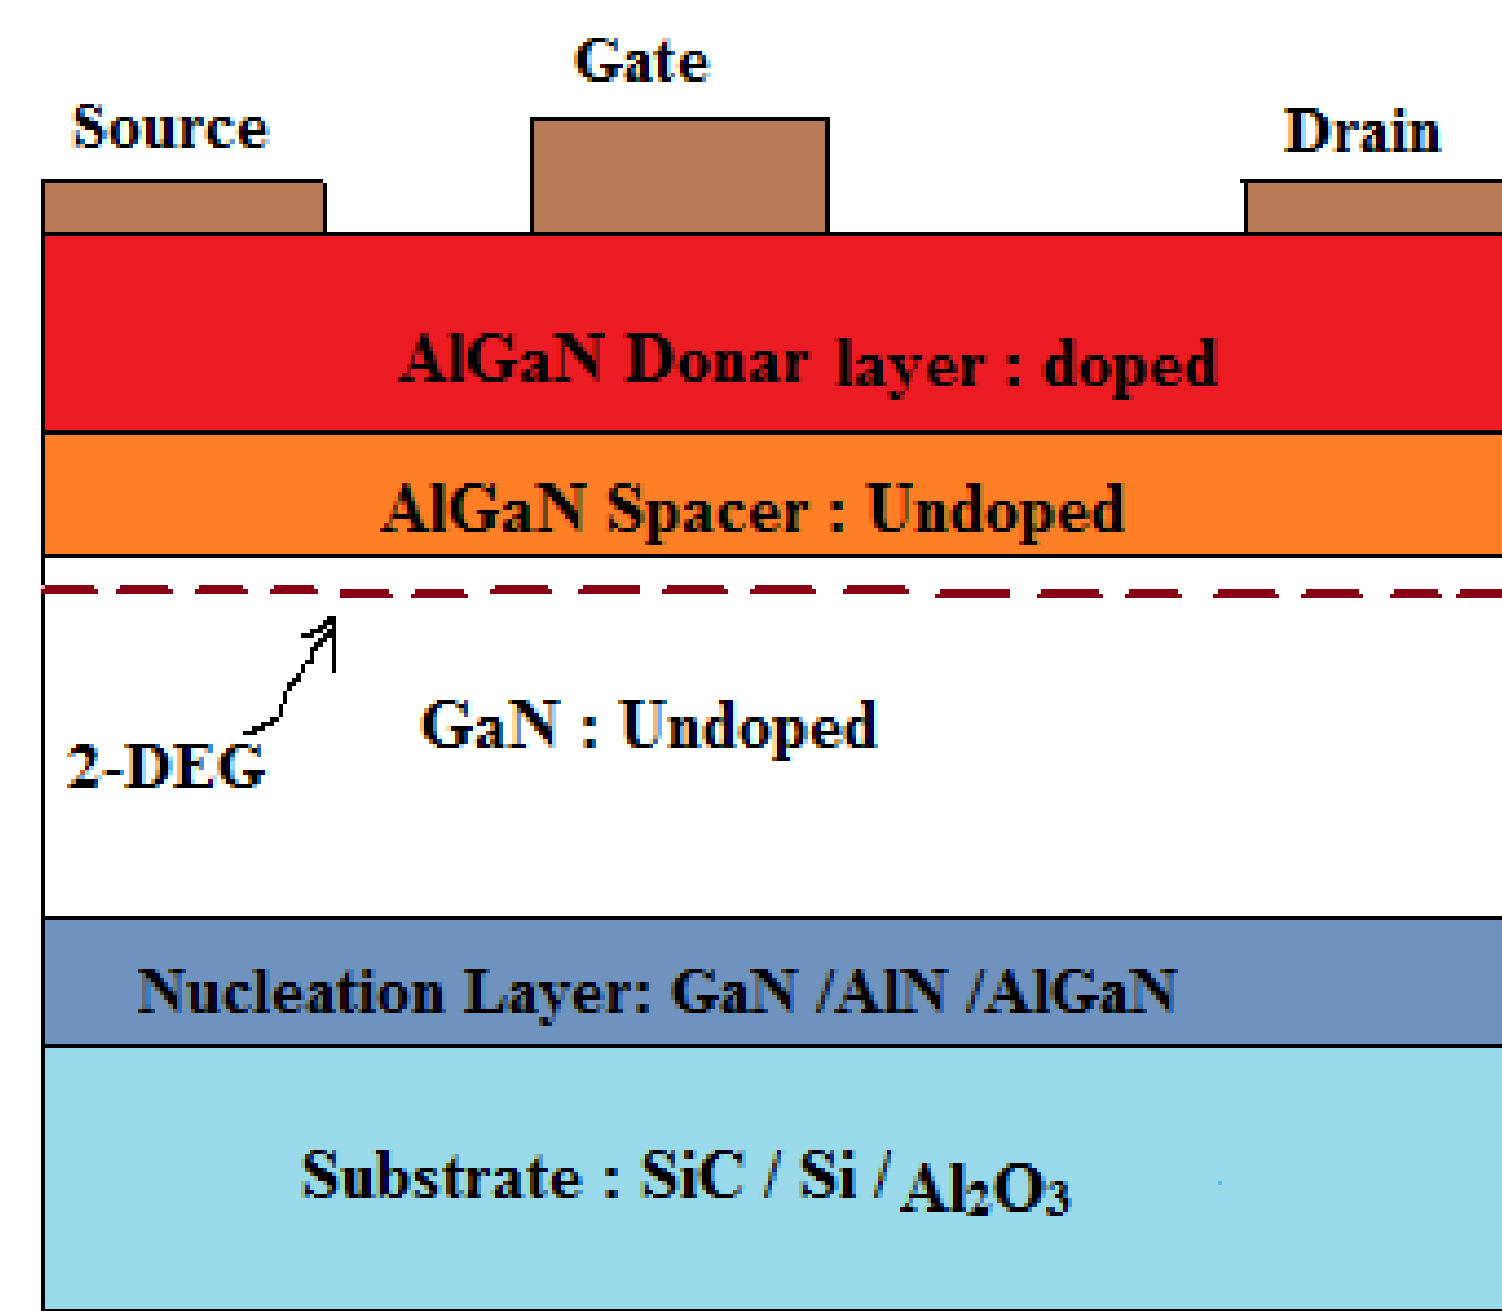 Gate
Source
Drain
AlGaN Donar layer : doped
AlGaN Spacer : Undoped
GaN : Undoped
2-DEG
Nucleation Layer: GaN /AlN /AlGaN
Substrate : SiC / Si / Al₂O₃